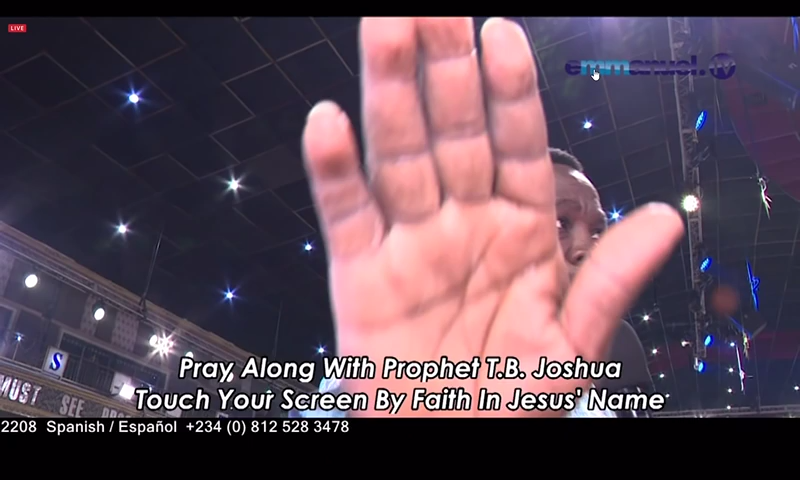 LIVE
emmanuel.tv
S
MUST SEE
Pray Along With Prophet T.B. Joshua
Touch Your Screen By Faith In Jesus' Name
2208 Spanish / Español +234 (0) 812 528 3478